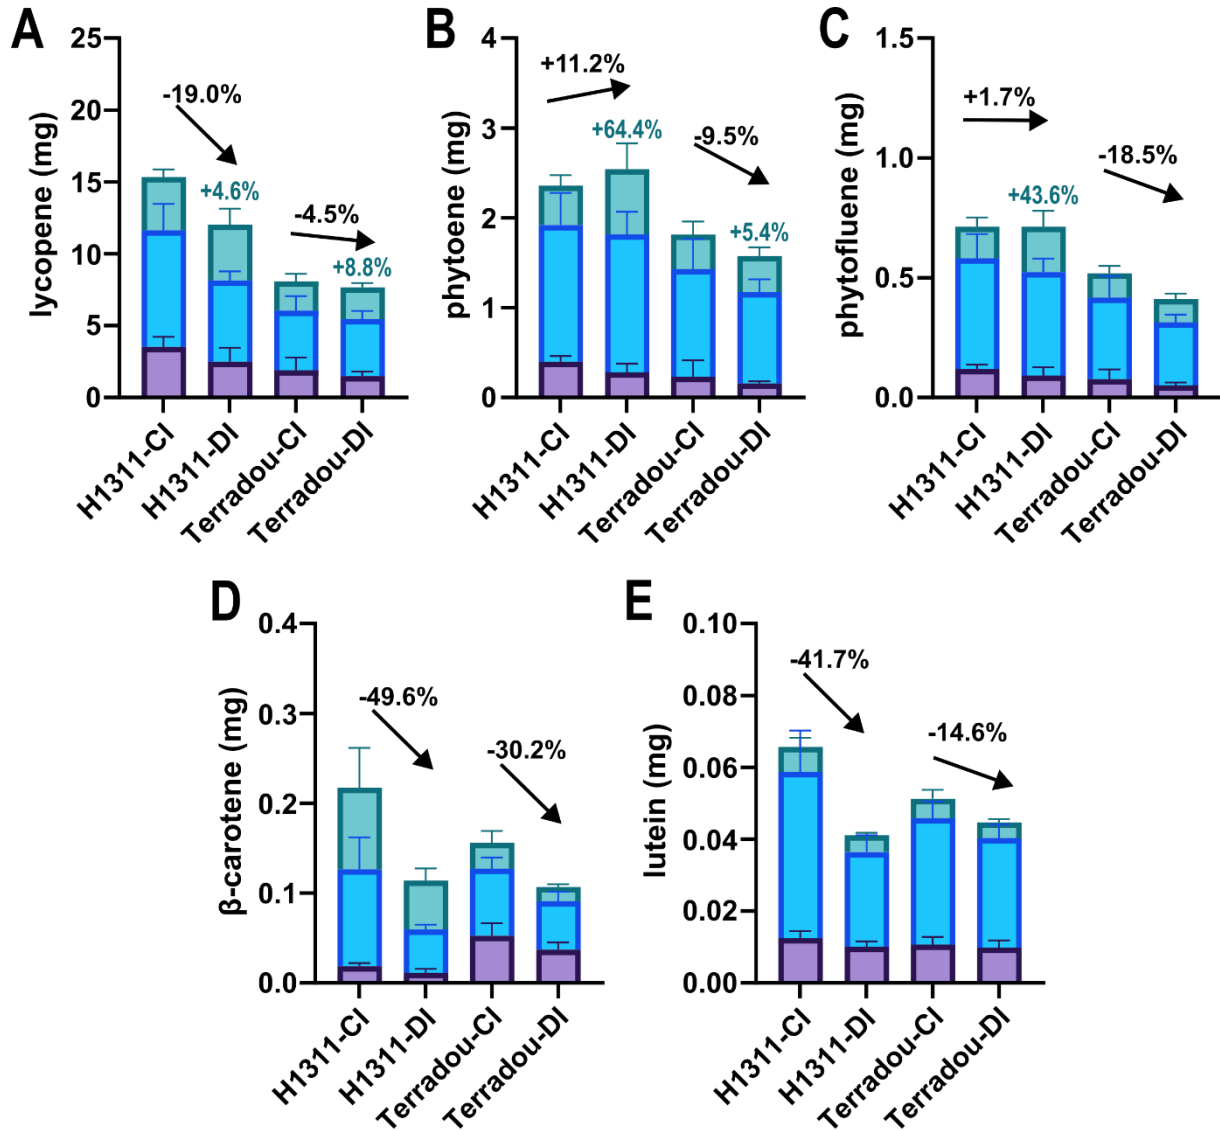 A
lycopene (mg)
25
20
15
10
5
0
-19.0%
+4.6%
-4.5%
+8.8%
H1311-CI
H1311-DI
Terradou-CI
Terradou-DI
B
phytoene (mg)
4
3
2
1
0
+11.2%
+64.4%
-9.5%
+5.4%
H1311-CI
H1311-DI
Terradou-CI
Terradou-DI
C
phytofluene (mg)
1.5
1.0
0.5
0.0
+1.7%
+43.6%
-18.5%
H1311-CI
H1311-DI
Terradou-CI
Terradou-DI
D
β-carotene (mg)
0.4
0.3
0.2
0.1
0.0
-49.6%
-30.2%
H1311-CI
H1311-DI
Terradou-CI
Terradou-DI
E
lutein (mg)
0.10
0.08
0.06
0.04
0.02
0.00
-41.7%
-14.6%
H1311-CI
H1311-DI
Terradou-CI
Terradou-DI